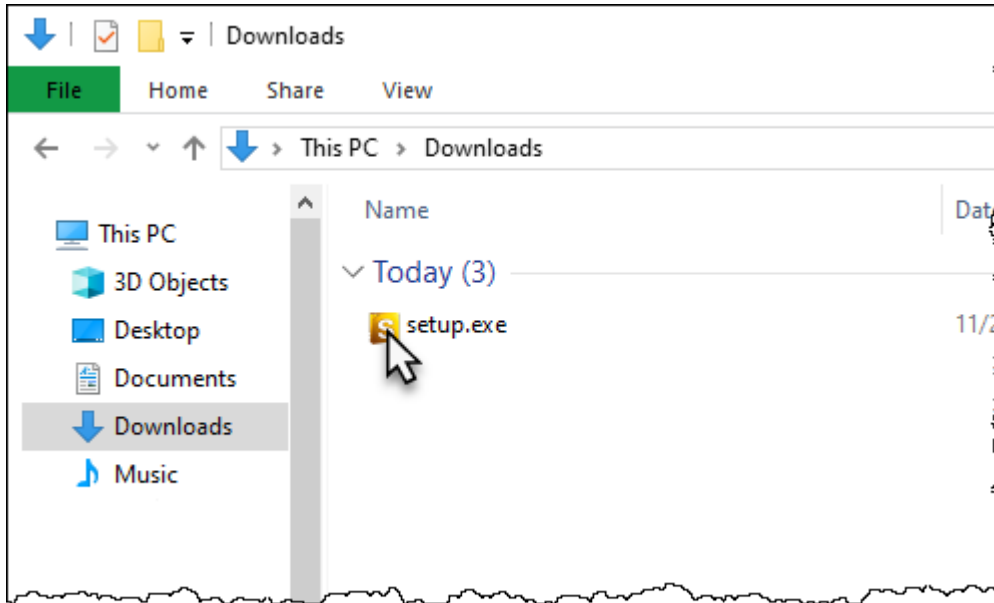 Downloads
File Home Share View
This PC > Downloads
Name
This PC
Today (3)
3D Objects
setup.exe
Desktop
Documents
Downloads
Music